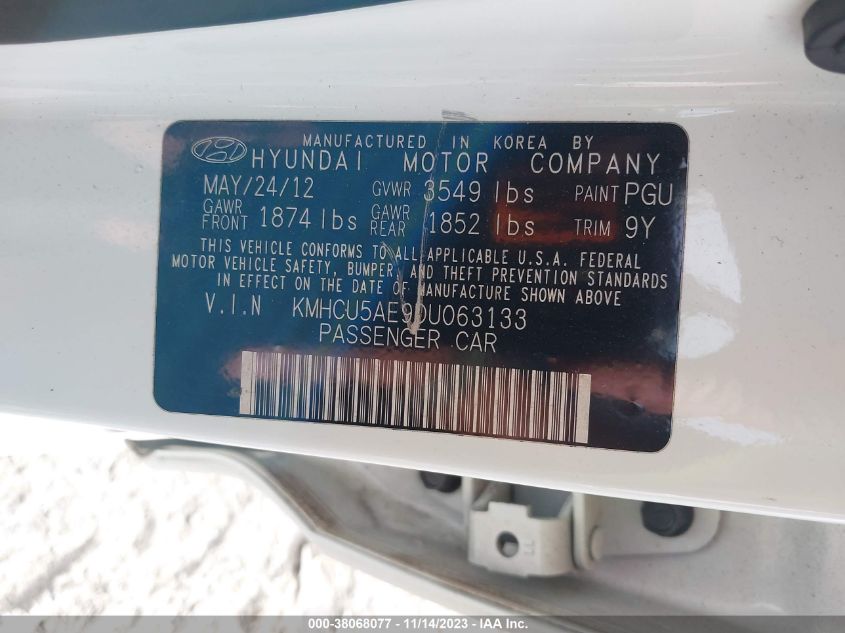 MANUFACTURED IN KOREA BY
HYUNDAI MOTOR COMPANY
MAY/24/12 GVWR 3549 lbs PAINT PGU
GAWR FRONT 1874 lbs GAWR REAR 1852 lbs TRIM 9Y
THIS VEHICLE CONFORMS TO ALL APPLICABLE U.S.A. FEDERAL
MOTOR VEHICLE SAFETY, BUMPER, AND THEFT PREVENTION STANDARDS
IN EFFECT ON THE DATE OF MANUFACTURE SHOWN ABOVE
V.I.N KMHCU5AE9DU063133
PASSENGER CAR
LL
000-38068077 - 11/14/2023 - IAAI.com